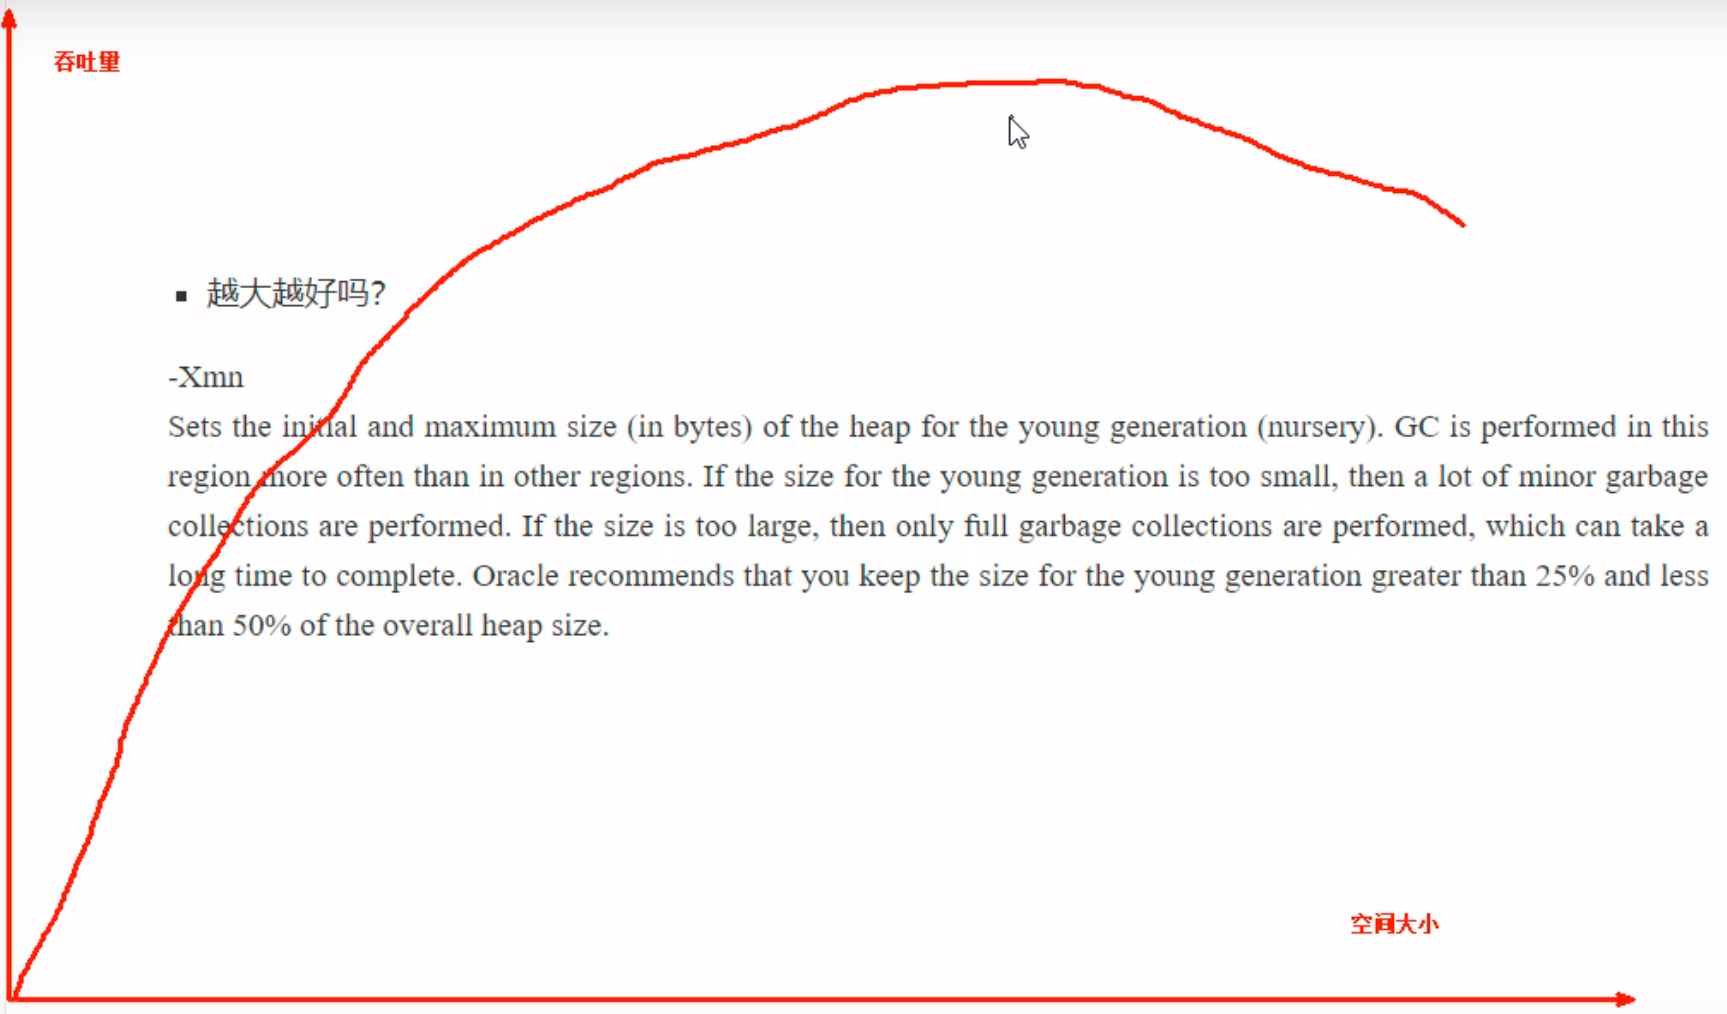 吞吐量
越大越好吗?
-Xmn
Sets the initial and maximum size (in bytes) of the heap for the young generation (nursery). GC is performed in this
region more often than in other regions. If the size for the young generation is too small, then a lot of minor garbage
collections are performed. If the size is too large, then only full garbage collections are performed, which can take a
long time to complete. Oracle recommends that you keep the size for the young generation greater than 25% and less
than 50% of the overall heap size.
空间大小